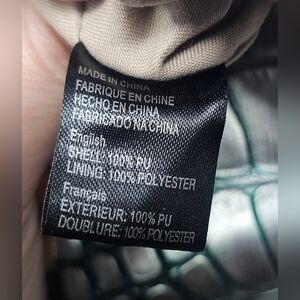 MADE IN CHINA
FABRIQUE EN CHINE
HECHO EN CHINA
FABRICADO NA CHINA
English
SHELL: 100% PU
LINING: 100% POLYESTER
Français
EXTERIEUR: 100% PU
DOUBLURE: 100% POLYESTER